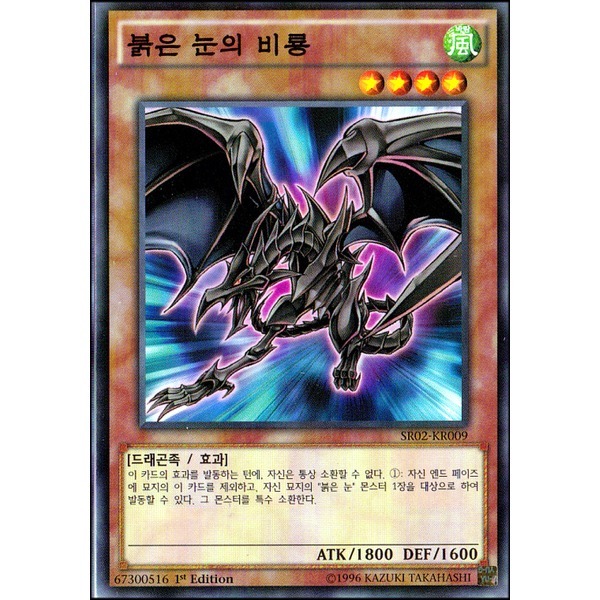 붉은 눈의 비룡
바람
風
SR02-KR009
[드래곤족 / 효과]
이 카드의 효과를 발동하는 턴에, 자신은 통상 소환할 수 없다. ①: 자신 엔드 페이즈
에 묘지의 이 카드를 제외하고, 자신 묘지의 "붉은 눈" 몬스터 1장을 대상으로 하여
발동할 수 있다. 그 몬스터를 특수 소환한다.
ATK/1800 DEF/1600
67300516 1st Edition ©1996 KAZUKI TAKAHASHI